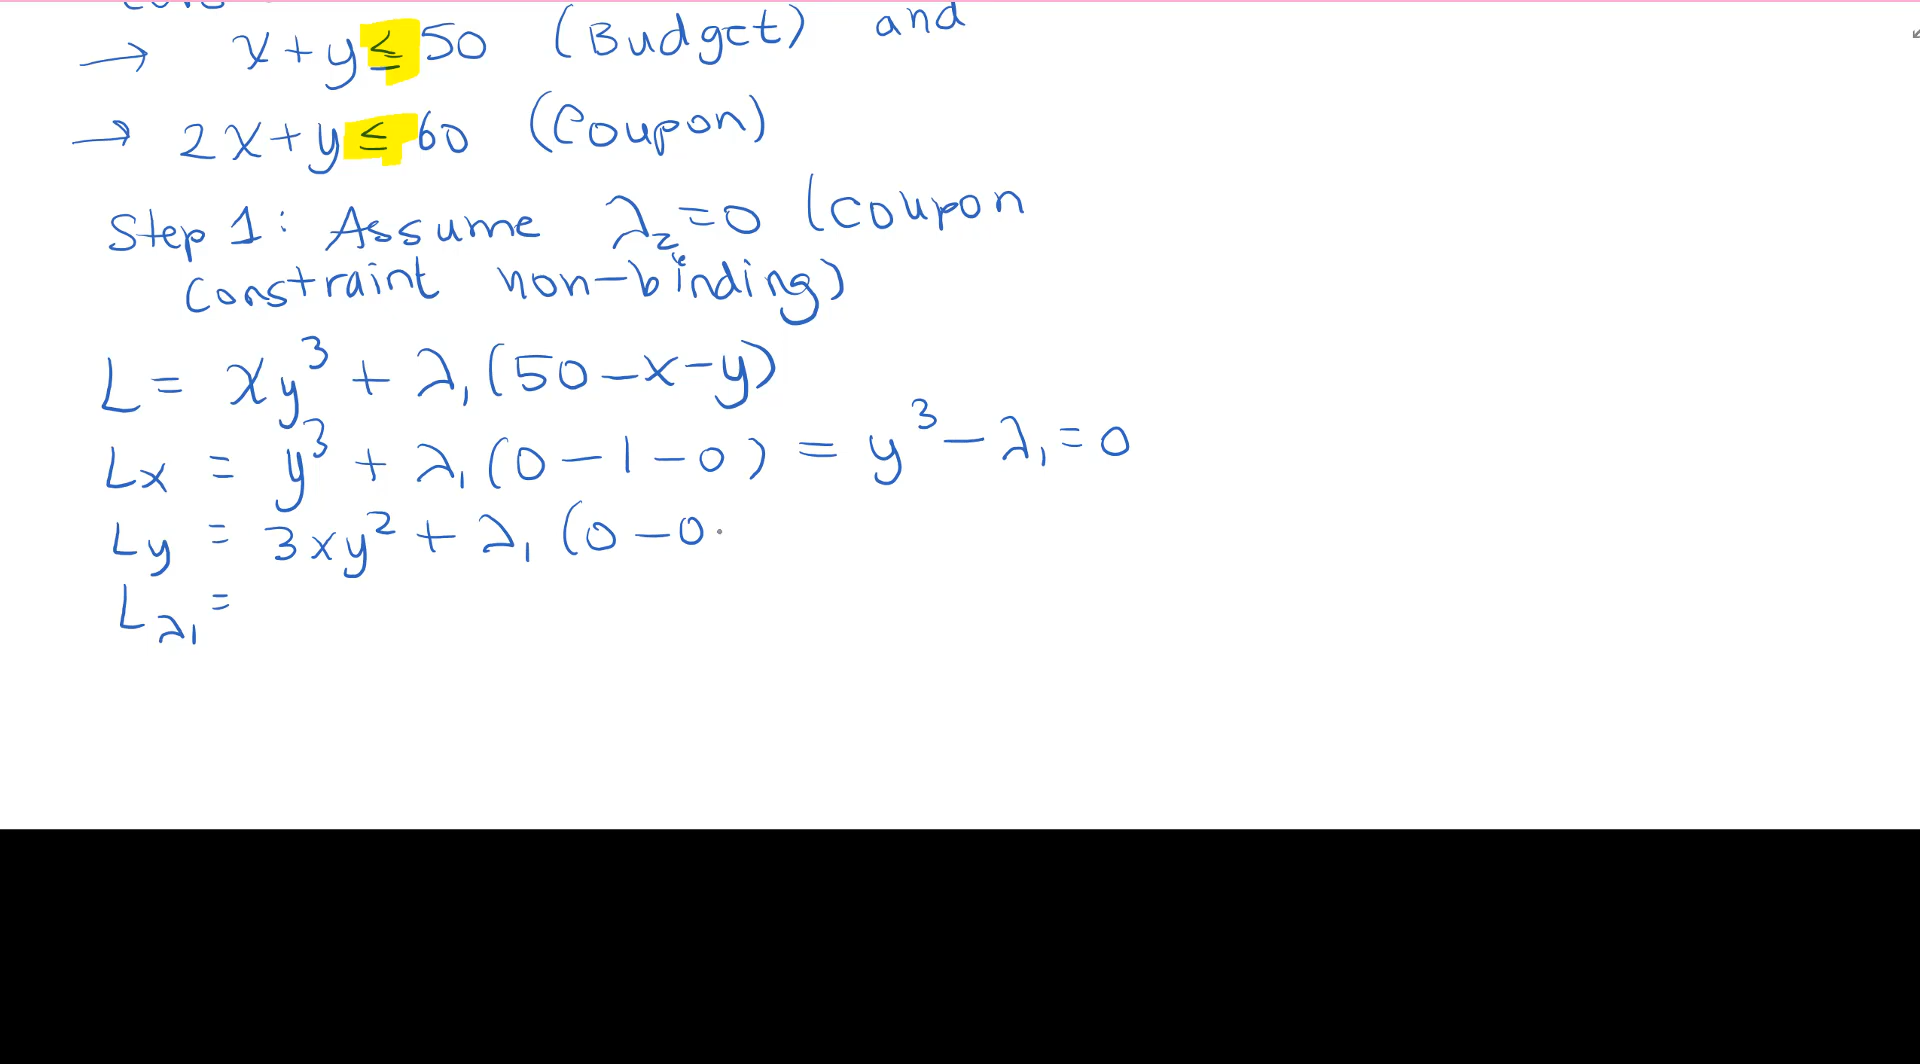 → x+y ≤ 50 (Budget) and
→ 2x+y ≤ 60 (Coupon)
Step 1: Assume λ₂=0 (Coupon
Constraint non-binding)
L = xy³ + λ₁(50-x-y)
Lx = y³ + λ₁(0-1-0) = y³-λ₁=0
Ly = 3xy² + λ₁(0-0
Lλ₁ =